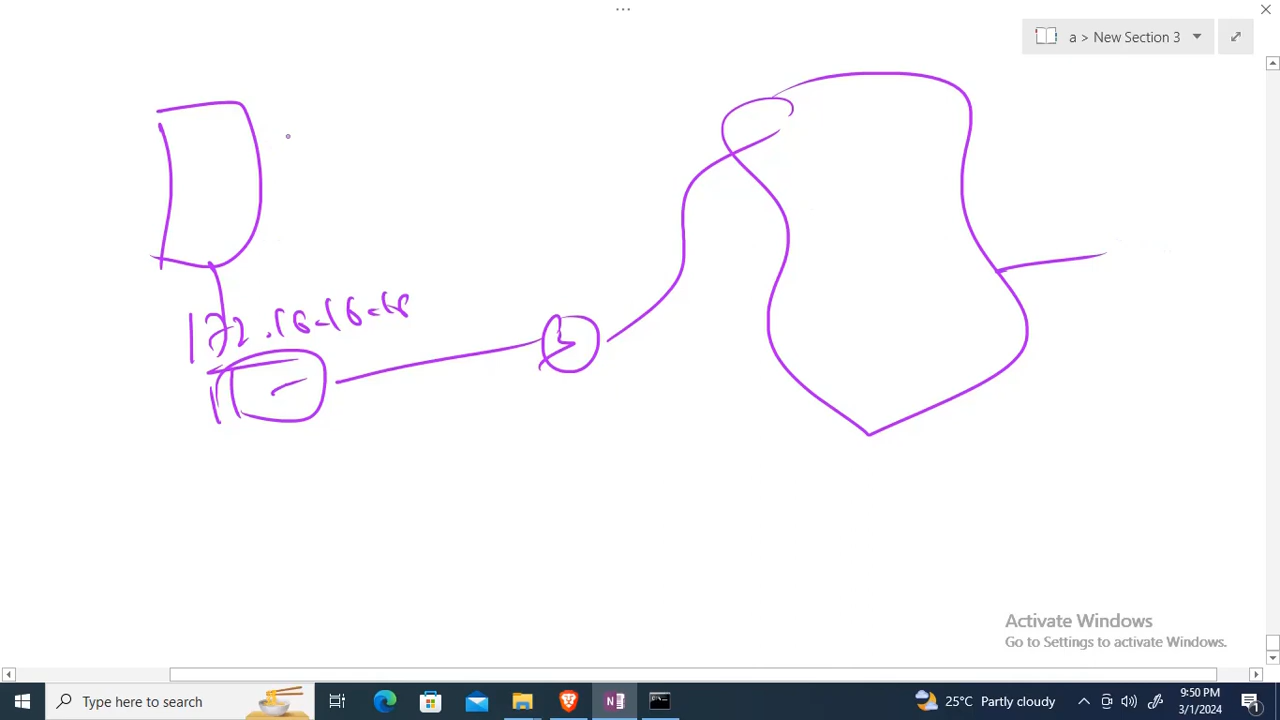 a > New Section 3
172.16.16.16
Activate Windows
Go to Settings to activate Windows.
Type here to search
25°C Partly cloudy
9:50 PM
3/1/2024